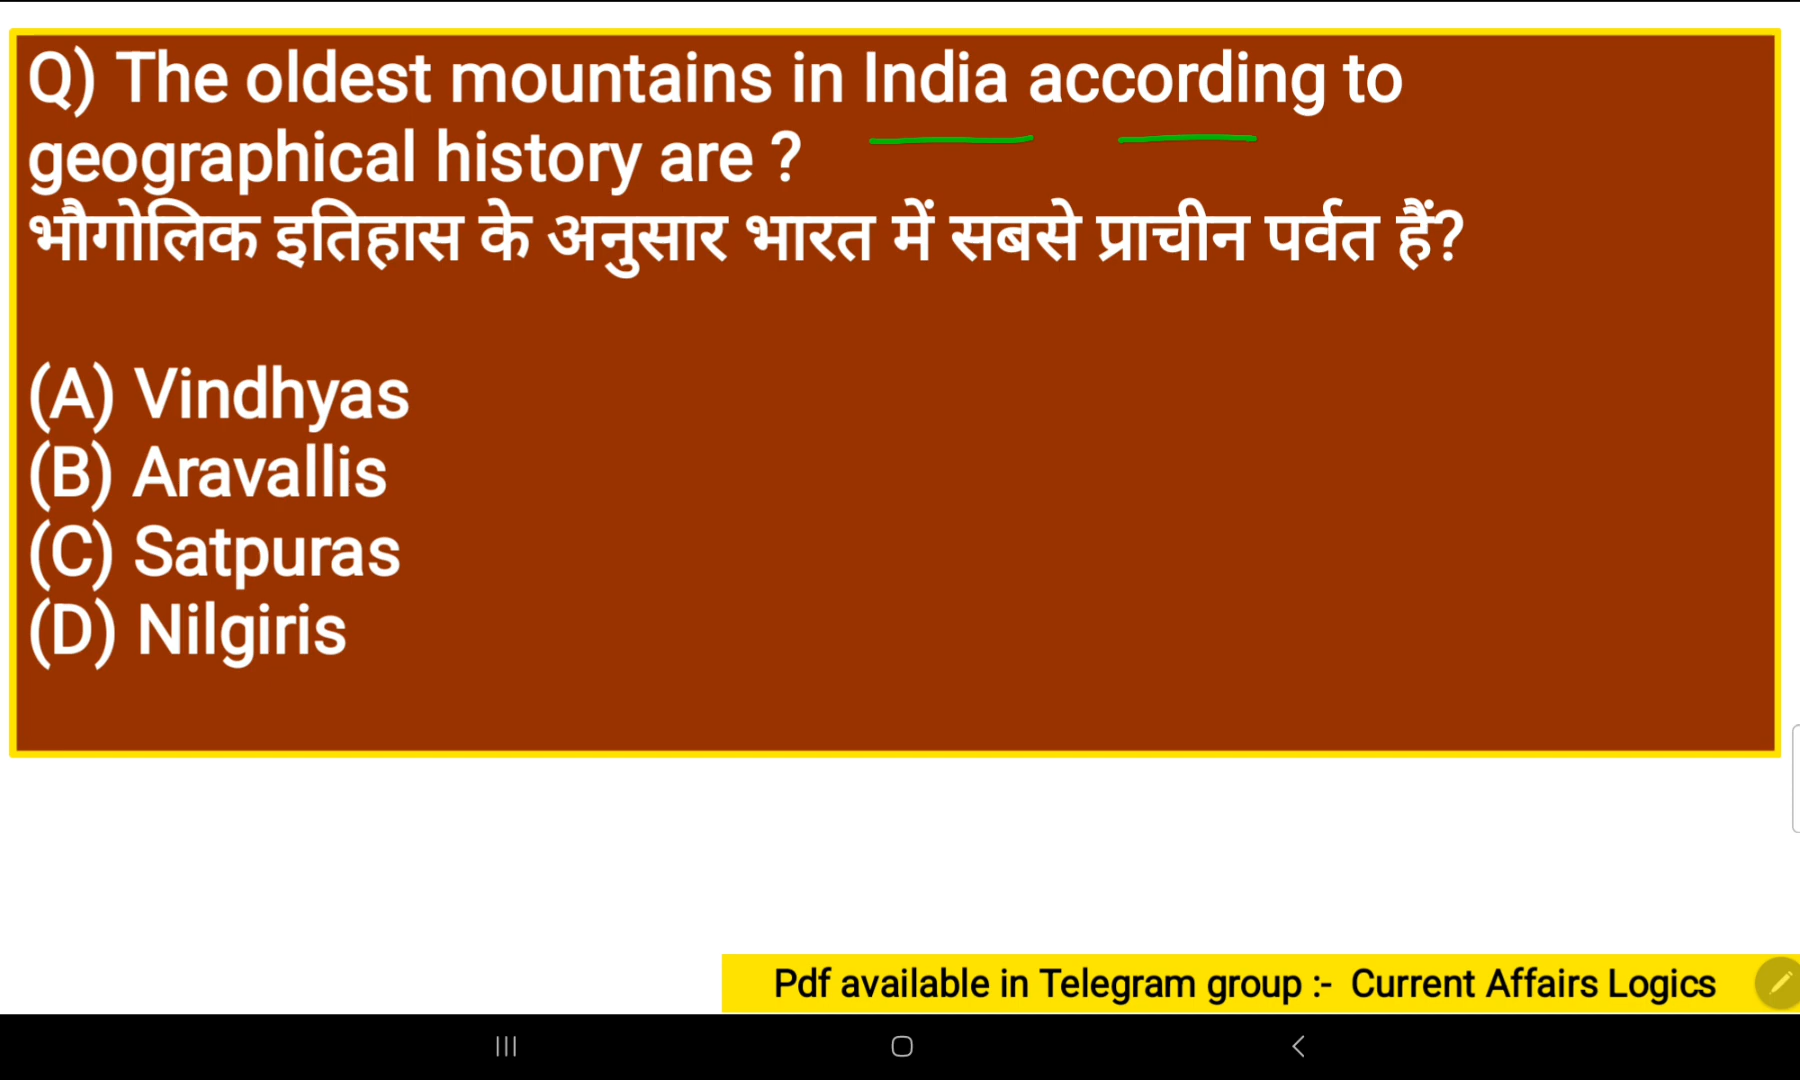 Q) The oldest mountains in India according to
geographical history are ?
भौगोलिक इतिहास के अनुसार भारत में सबसे प्राचीन पर्वत हैं?
(A) Vindhyas
(B) Aravallis
(C) Satpuras
(D) Nilgiris
Pdf available in Telegram group :- Current Affairs Logics